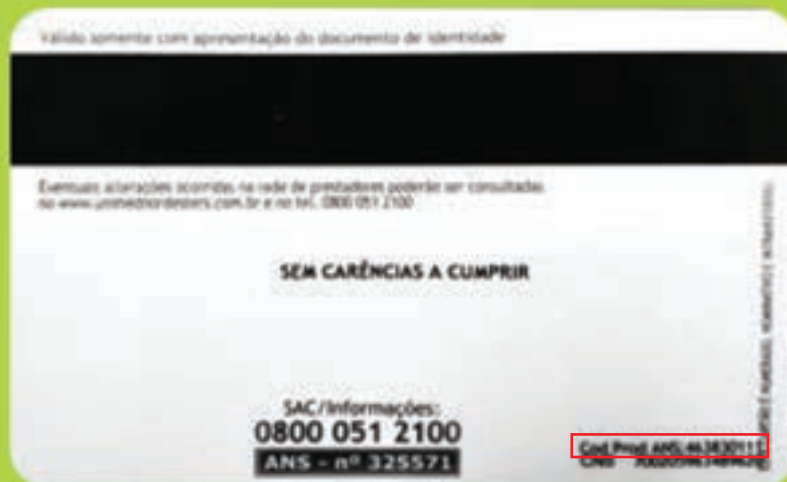 Válido somente com apresentação do documento de identidade
Eventuais alterações ocorridas na rede de prestadores poderão ser consultadas
no www.unimednordesters.com.br e no tel. 0800 051 2100
SEM CARÊNCIAS A CUMPRIR
SAC/Informações:
0800 051 2100
ANS - nº 325571
Cod Prod ANS:463830111
CNS